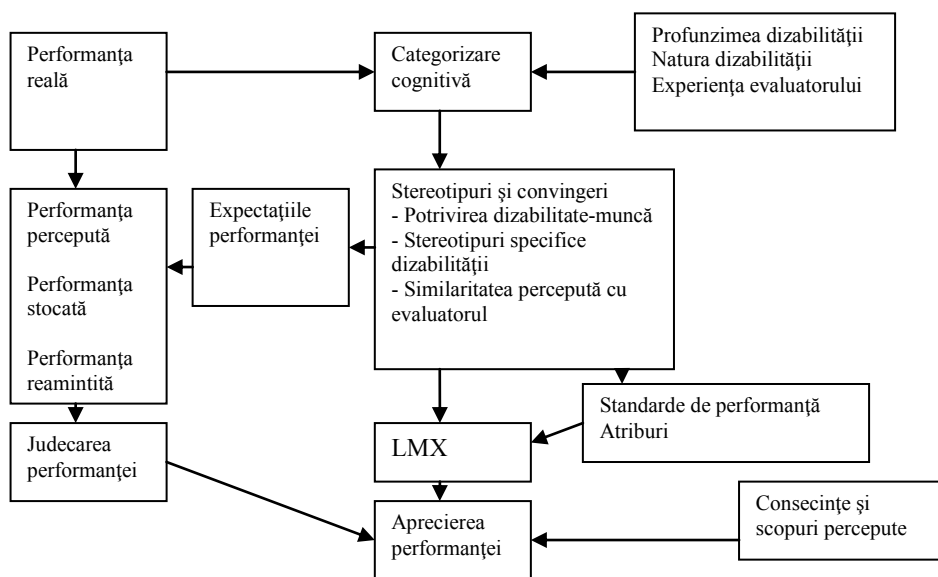 Performanţa
reală
Categorizare
cognitivă
Profunzimea dizabilităţii
Natura dizabilităţii
Experienţa evaluatorului
Performanţa
percepută
Performanţa
stocată
Performanţa
reamintită
Expectaţiile
performanţei
Stereotipuri şi convingeri
- Potrivirea dizabilitate-muncă
- Stereotipuri specifice
dizabilităţii
- Similaritatea percepută cu
evaluatorul
Standarde de performanţă
Atriburi
Judecarea
performanţei
LMX
Aprecierea
performanţei
Consecinţe şi
scopuri percepute